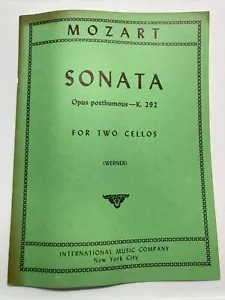 MOZART
SONATA
Opus posthumous—K. 292
FOR TWO CELLOS
(WERNER)
INTERNATIONAL MUSIC COMPANY
New York City